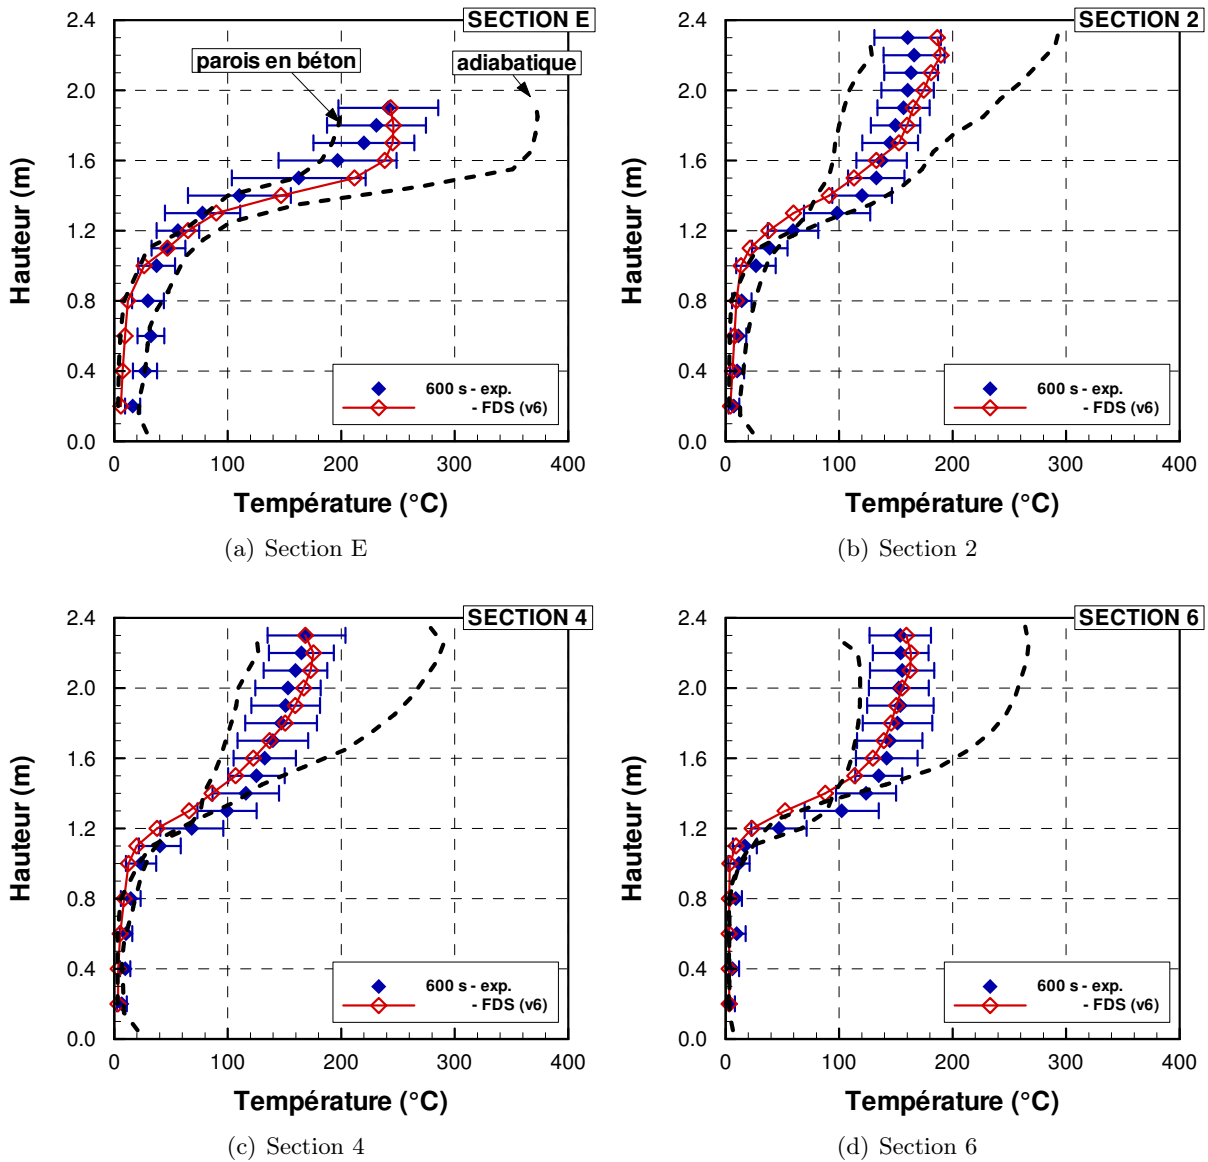 SECTION E
parois en béton
adiabatique
2.4
2.0
1.6
1.2
0.8
0.4
0.0
Hauteur (m)
600 s - exp.
- FDS (v6)
0 100 200 300 400
Température (°C)
(a) Section E
SECTION 2
2.4
2.0
1.6
1.2
0.8
0.4
0.0
Hauteur (m)
600 s - exp.
- FDS (v6)
0 100 200 300 400
Température (°C)
(b) Section 2
SECTION 4
2.4
2.0
1.6
1.2
0.8
0.4
0.0
Hauteur (m)
600 s - exp.
- FDS (v6)
0 100 200 300 400
Température (°C)
(c) Section 4
SECTION 6
2.4
2.0
1.6
1.2
0.8
0.4
0.0
Hauteur (m)
600 s - exp.
- FDS (v6)
0 100 200 300 400
Température (°C)
(d) Section 6